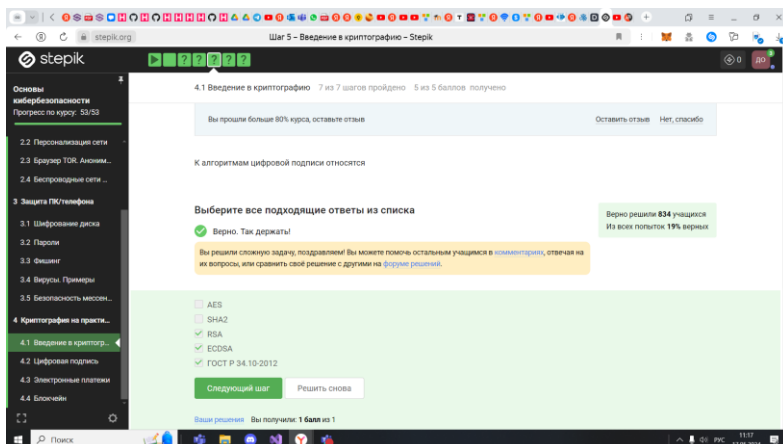 stepik.org
Шаг 5 – Введение в криптографию – Stepik
stepik
0
ДО
Основы
кибербезопасности
Прогресс по курсу: 53/53
2.2 Персонализация сети
2.3 Браузер TOR. Аноним...
2.4 Беспроводные сети ...
3 Защита ПК/телефона
3.1 Шифрование диска
3.2 Пароли
3.3 Фишинг
3.4 Вирусы. Примеры
3.5 Безопасность мессен...
4 Криптография на практи...
4.1 Введение в криптогр...
4.2 Цифровая подпись
4.3 Электронные платежи
4.4 Блокчейн
4.1 Введение в криптографию 7 из 7 шагов пройдено 5 из 5 баллов получено
Вы прошли больше 80% курса, оставьте отзыв
Оставить отзыв Нет, спасибо
К алгоритмам цифровой подписи относятся
Выберите все подходящие ответы из списка
Верно. Так держать!
Верно решили 834 учащихся
Из всех попыток 19% верных
Вы решили сложную задачу, поздравляем! Вы можете помочь остальным учащимся в комментариях, отвечая на
их вопросы, или сравнить своё решение с другими на форуме решений.
AES
SHA2
RSA
ECDSA
ГОСТ Р 34.10-2012
Следующий шаг
Решить снова
Ваши решения Вы получили: 1 балл из 1
Поиск
РУС
11:17